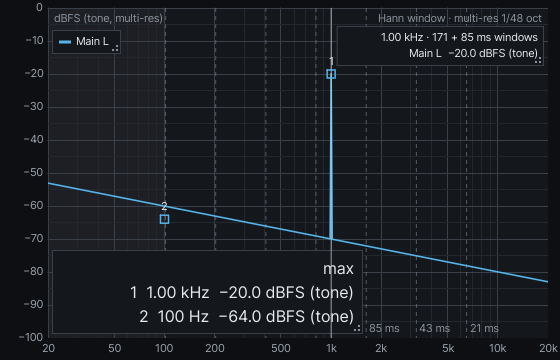 dBFS (tone, multi-res)
Hann window · multi-res 1/48 oct
Main L
1.00 kHz · 171 + 85 ms windows
Main L −20.0 dBFS (tone)
0
−10
−20
−30
−40
−50
−60
−70
−80
−90
−100
1
2
max
1 1.00 kHz −20.0 dBFS (tone)
2 100 Hz −64.0 dBFS (tone)
85 ms
43 ms
21 ms
20 50 100 200 500 1k 2k 5k 10k 20k